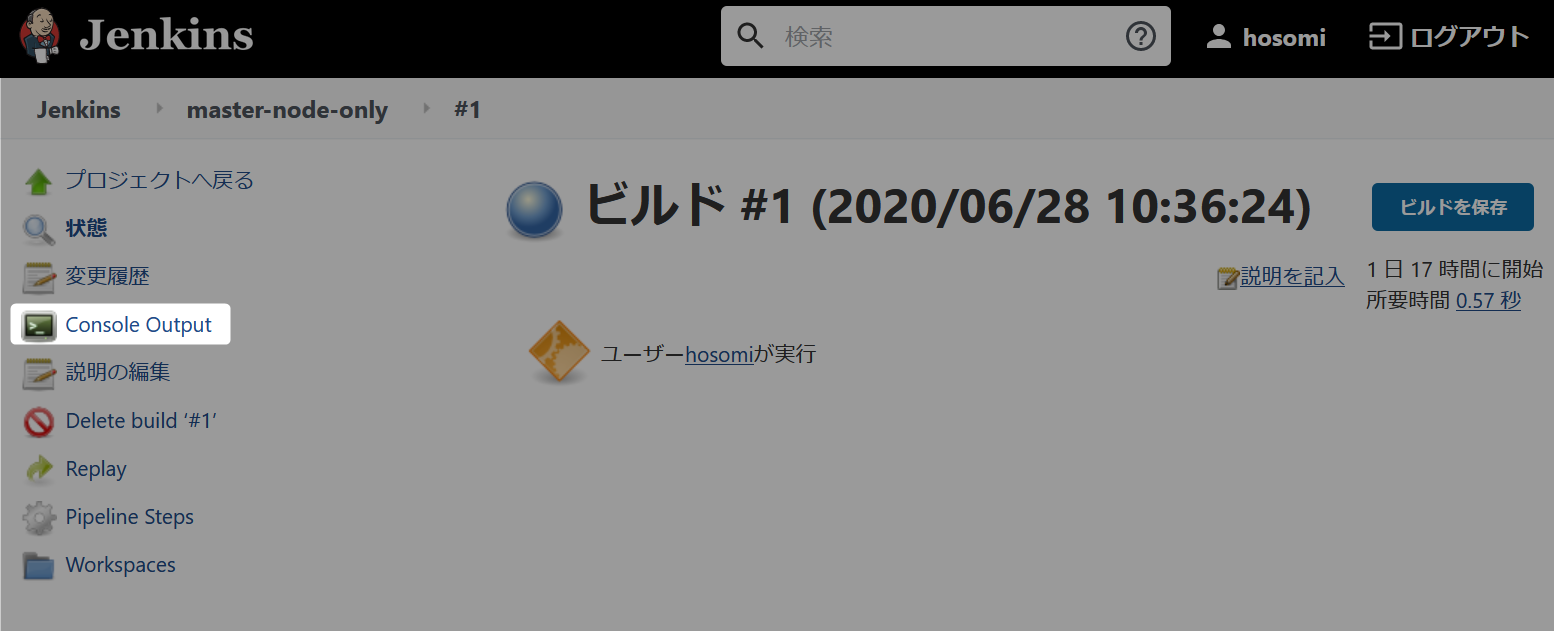 Jenkins
検索
hosomi
ログアウト
Jenkins master-node-only #1
プロジェクトへ戻る
状態
変更履歴
Console Output
説明の編集
Delete build ‘#1’
Replay
Pipeline Steps
Workspaces
ビルド #1 (2020/06/28 10:36:24)
ビルドを保存
説明を記入
1 日 17 時間に開始
所要時間 0.57 秒
ユーザーhosomiが実行